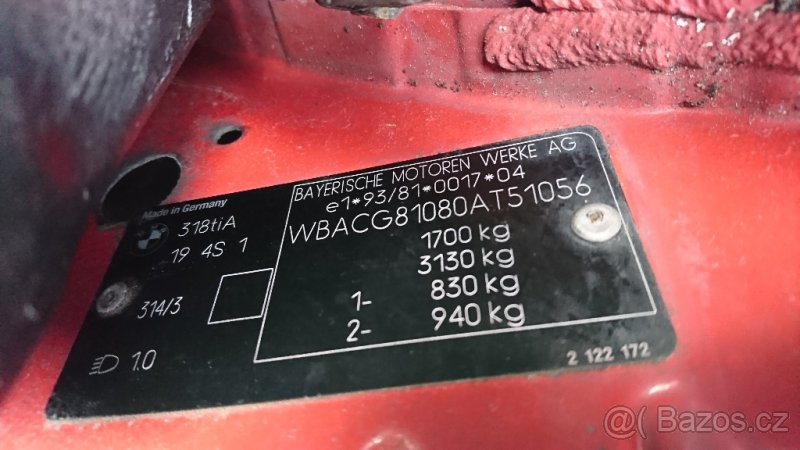 BAYERISCHE MOTOREN WERKE AG
e1*93/81*0017*04
WBACG81080AT51056
1700 kg
3130 kg
1- 830 kg
2- 940 kg
Made in Germany
318tiA
19 4S 1
314/3
1.0
2 122 172
@ Bazos.cz